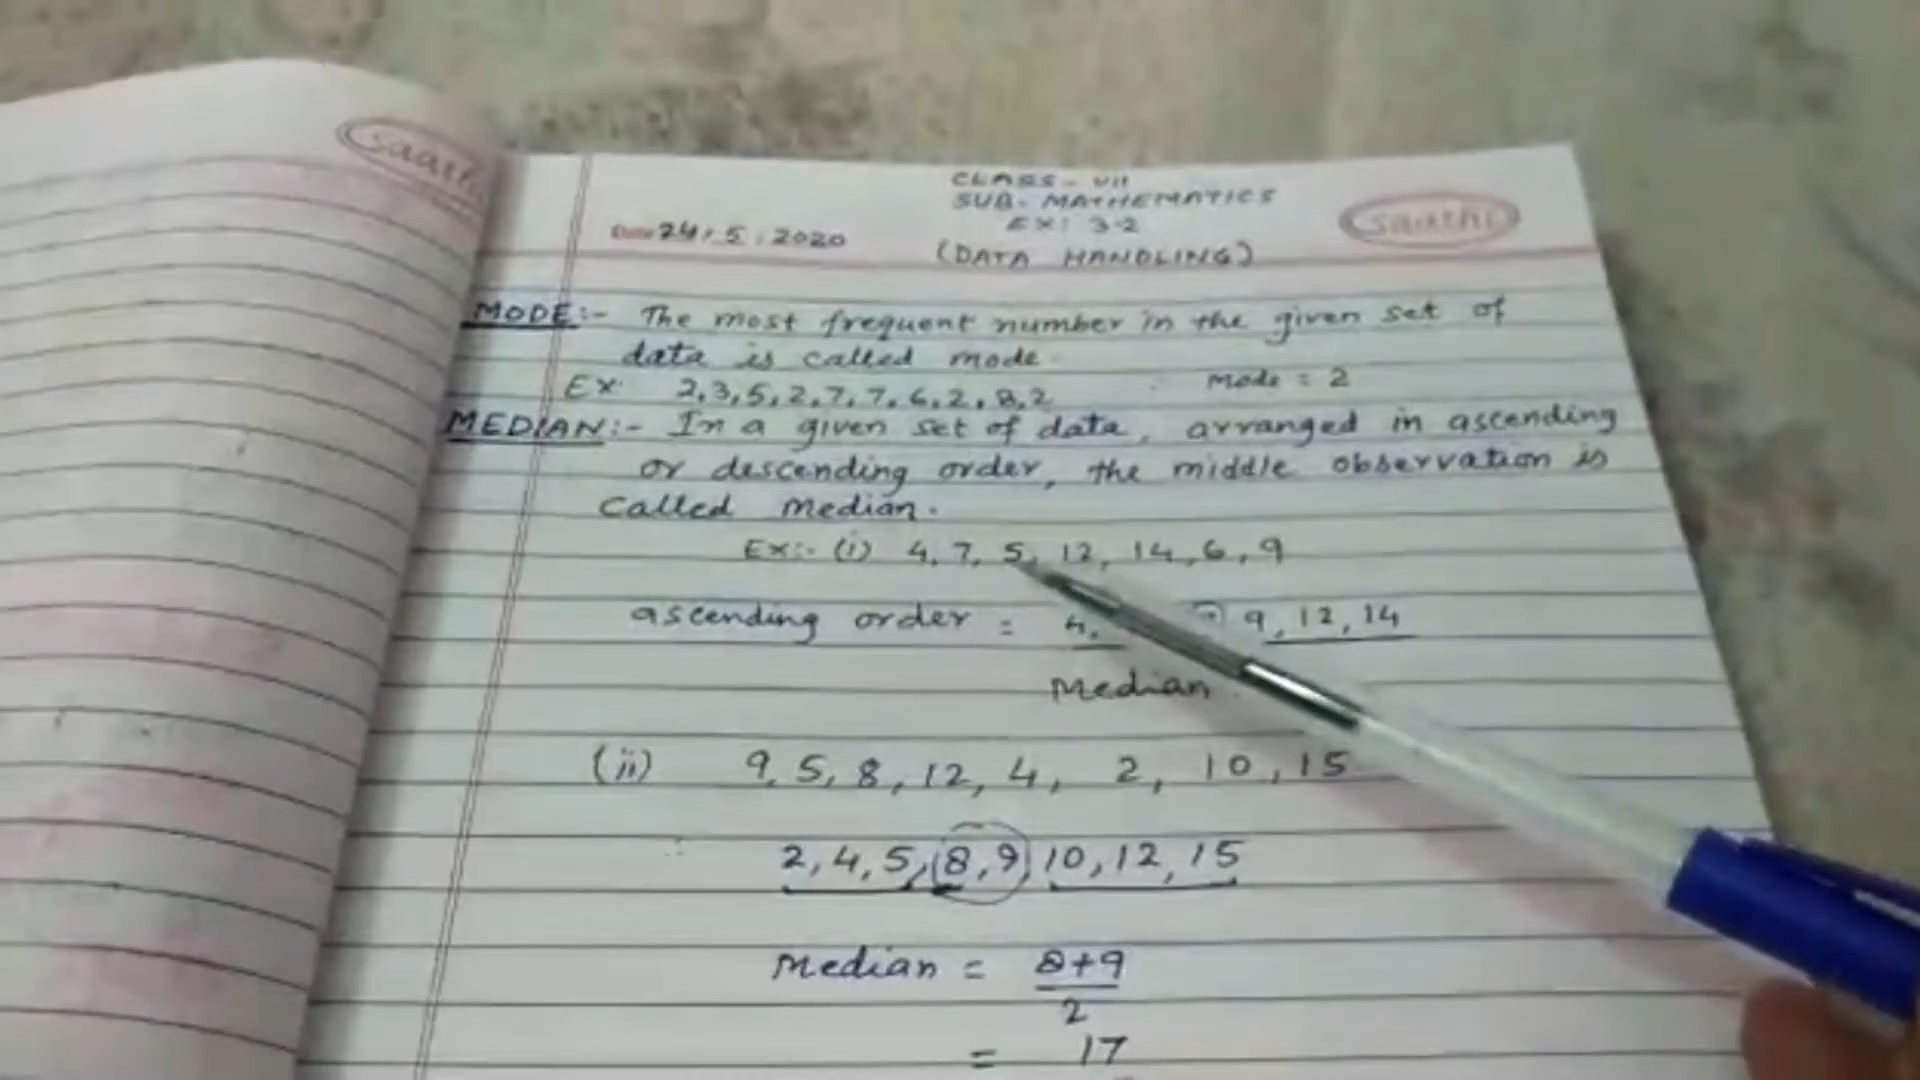 Saathi
CLASS - VII
SUB. MATHEMATICS
EX: 3.2
(DATA HANDLING)
Date 24.5.2020
Saathi
MODE:- The most frequent number in the given set of
data is called mode.
Ex: 2,3,5,2,7,7,6,2,8,2 mode = 2
MEDIAN:- In a given set of data, arranged in ascending
or descending order, the middle observation is
called median.
Ex:- (i) 4, 7, 5, 12, 14, 6, 9
ascending order = 4, 9, 12, 14
Median
(ii) 9, 5, 8, 12, 4, 2, 10, 15
2, 4, 5, 8, 9, 10, 12, 15
Median = 8+9
2
= 17